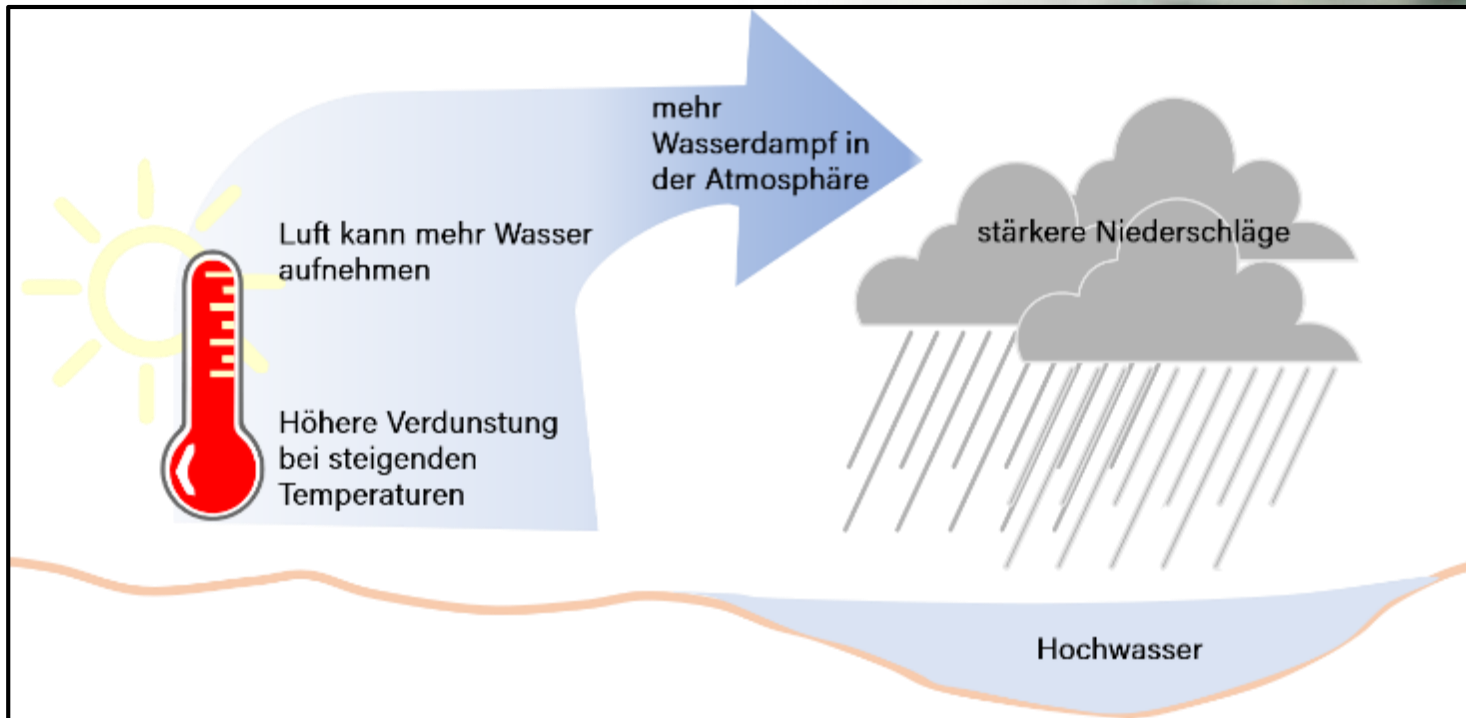 mehr
Wasserdampf in
der Atmosphäre
Luft kann mehr Wasser
aufnehmen
stärkere Niederschläge
Höhere Verdunstung
bei steigenden
Temperaturen
Hochwasser